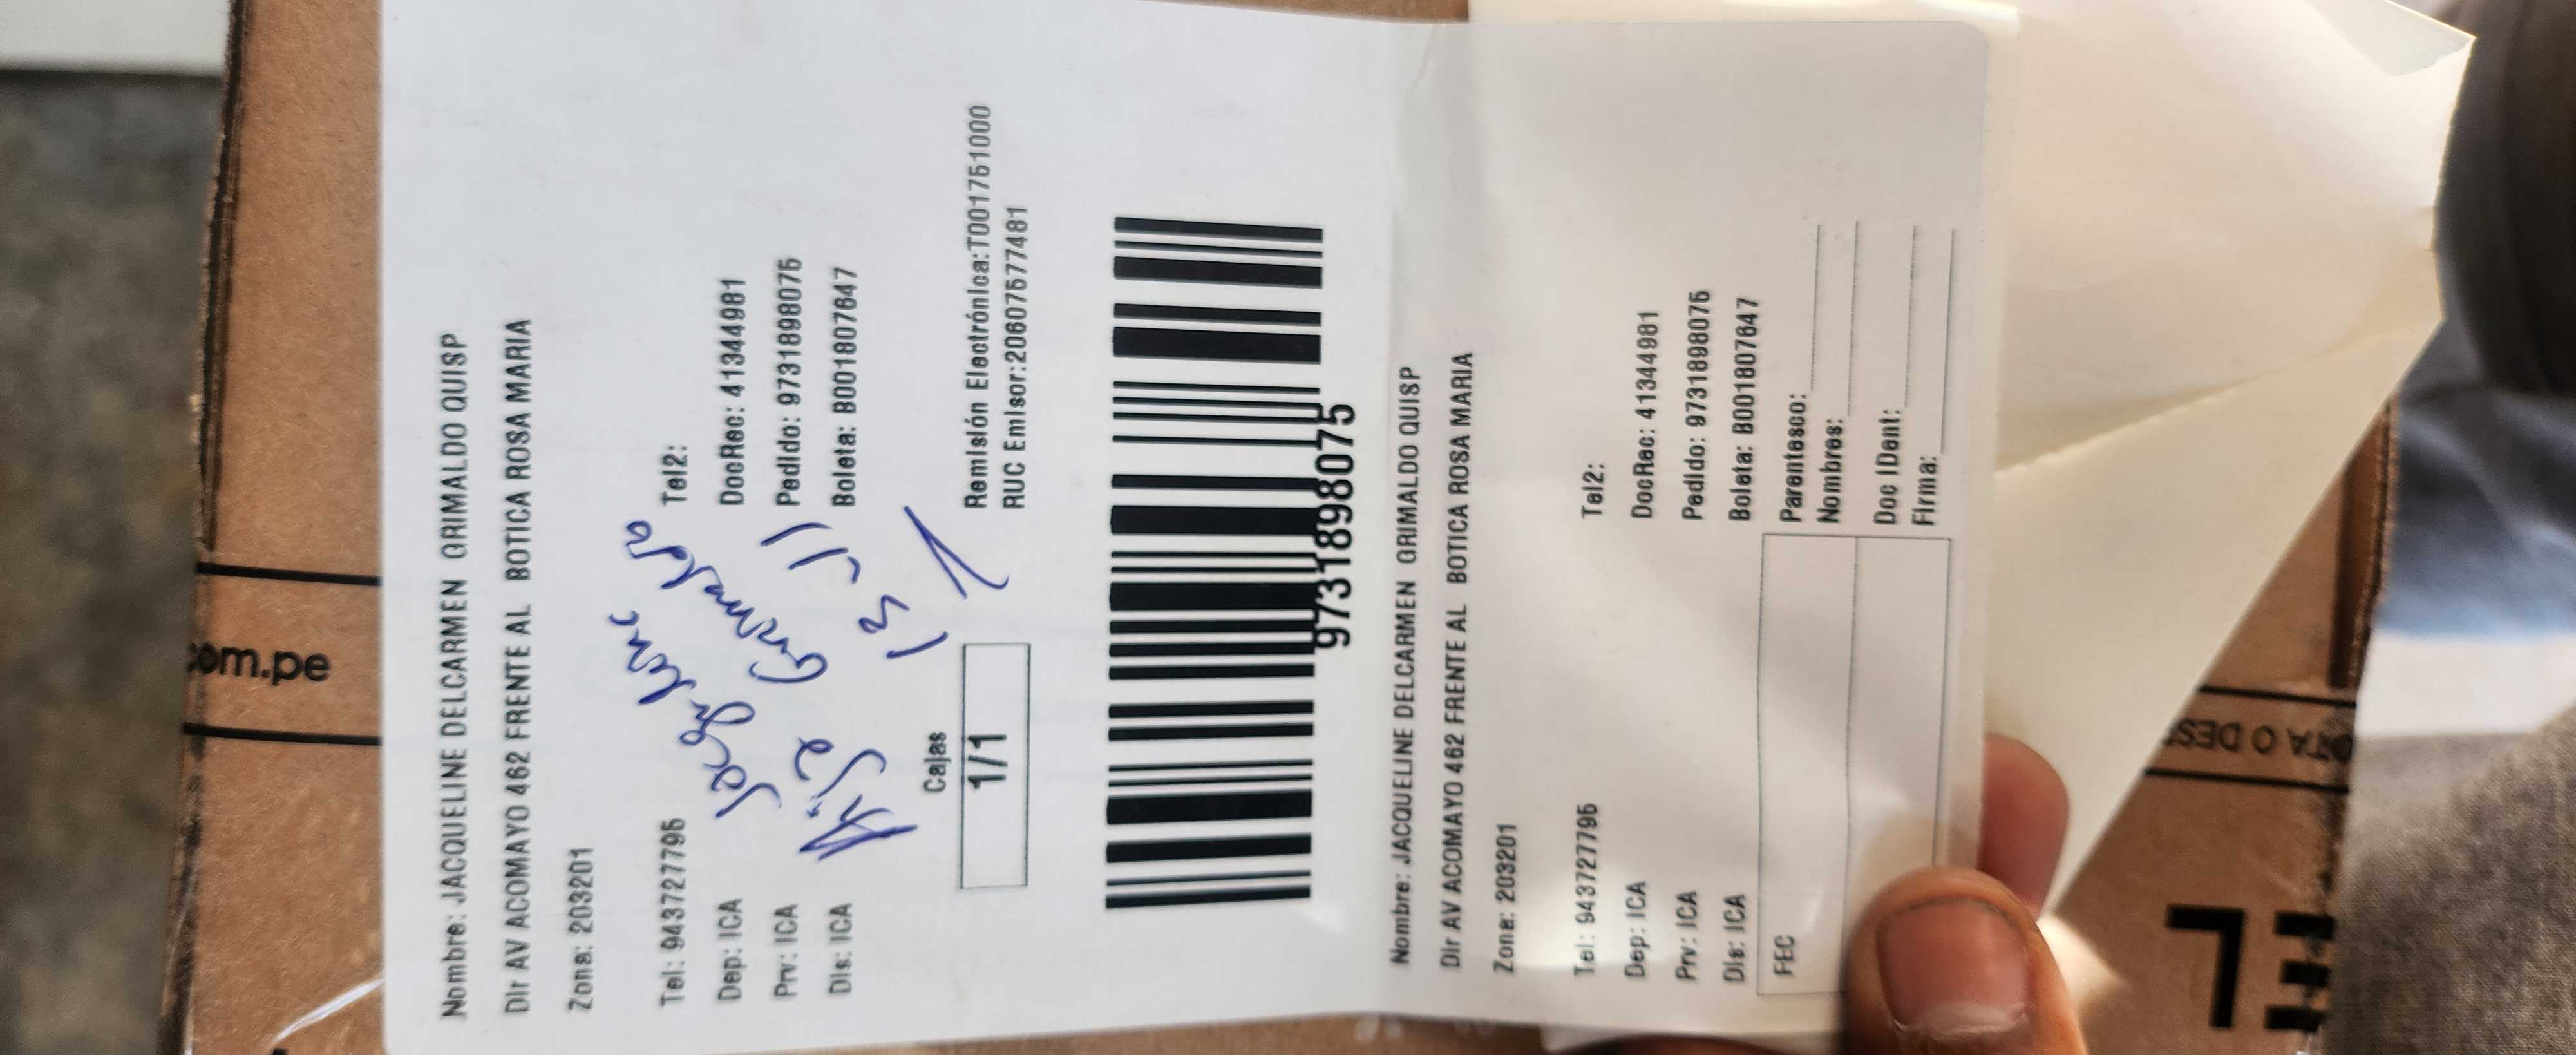 om.pe
Nombre: JACQUELINE DELCARMEN GRIMALDO QUISP
Dir AV ACOMAYO 462 FRENTE AL BOTICA ROSA MARIA
Zona: 203201
Tel: 943727795 Tel2:
Dep: ICA DocRec: 41344981
Prv: ICA Pedido: 9731898075
Dis: ICA Boleta: B001807647
Grimaldo
Cajas
1/1
Remisión Electrónica:T001751000
RUC Emisor:20607577481
9731898075
Nombre: JACQUELINE DELCARMEN GRIMALDO QUISP
Dir AV ACOMAYO 462 FRENTE AL BOTICA ROSA MARIA
Zona: 203201
Tel: 943727795 Tel2:
Dep: ICA DocRec: 41344981
Prv: ICA Pedido: 9731898075
Dis: ICA Boleta: B001807647
FEC
Parentesco:
Nombres:
Doc IDent:
Firma:
TA O DES
EL